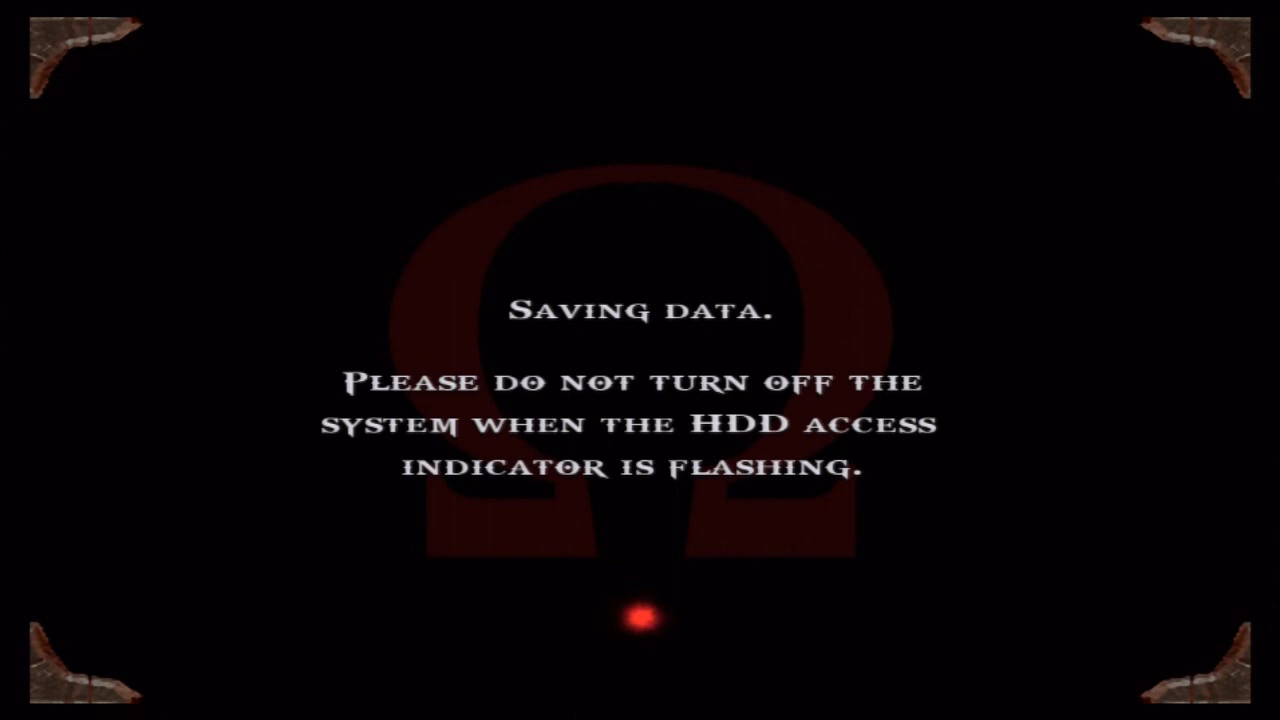 Saving data.
Please do not turn off the
system when the HDD access
indicator is flashing.